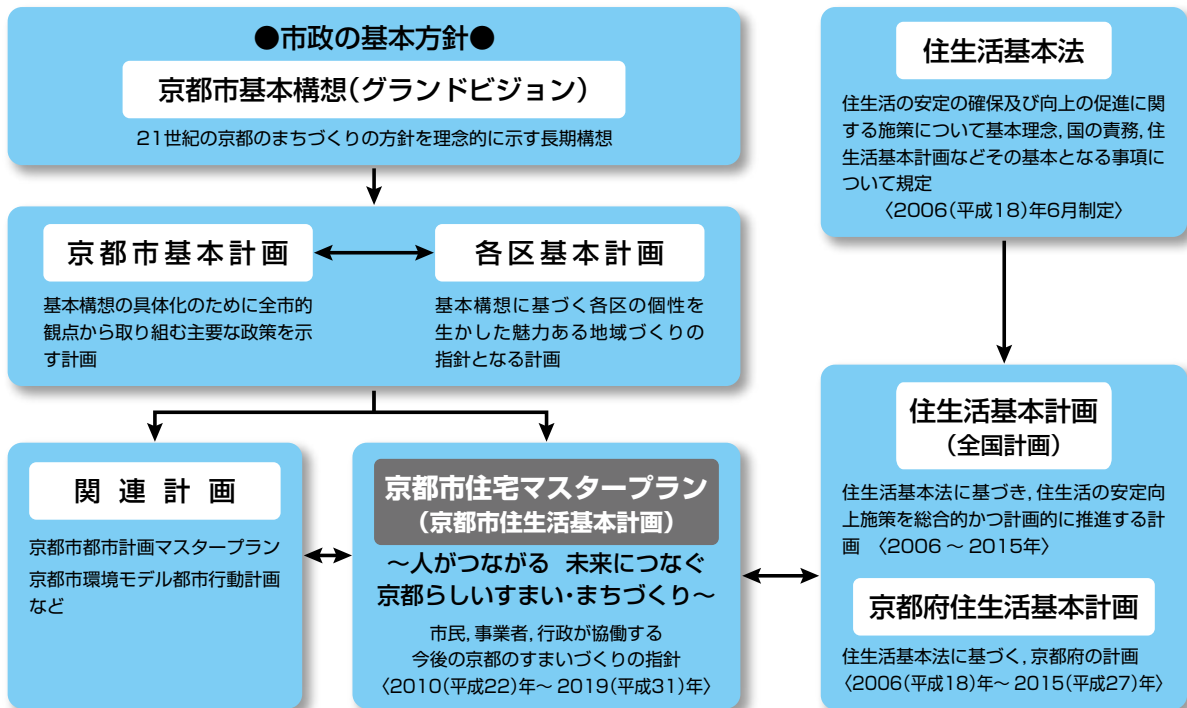 ●市政の基本方針●
京都市基本構想（グランドビジョン）
21世紀の京都のまちづくりの方針を理念的に示す長期構想
京都市基本計画
基本構想の具体化のために全市的
観点から取り組む主要な政策を示
す計画
各区基本計画
基本構想に基づく各区の個性を
生かした魅力ある地域づくりの
指針となる計画
関連計画
京都市都市計画マスタープラン
京都市環境モデル都市行動計画
など
京都市住宅マスタープラン
（京都市住生活基本計画）
～人がつながる 未来につなぐ
京都らしいすまい・まちづくり～
市民，事業者，行政が協働する
今後の京都のすまいづくりの指針
〈2010（平成22）年～2019（平成31）年〉
住生活基本法
住生活の安定の確保及び向上の促進に関
する施策について基本理念，国の責務，住
生活基本計画などその基本となる事項に
ついて規定
〈2006（平成18）年6月制定〉
住生活基本計画
（全国計画）
住生活基本法に基づき，住生活の安定向
上施策を総合的かつ計画的に推進する計
画 〈2006～2015年〉
京都府住生活基本計画
住生活基本法に基づく，京都府の計画
〈2006（平成18）年～2015（平成27）年〉